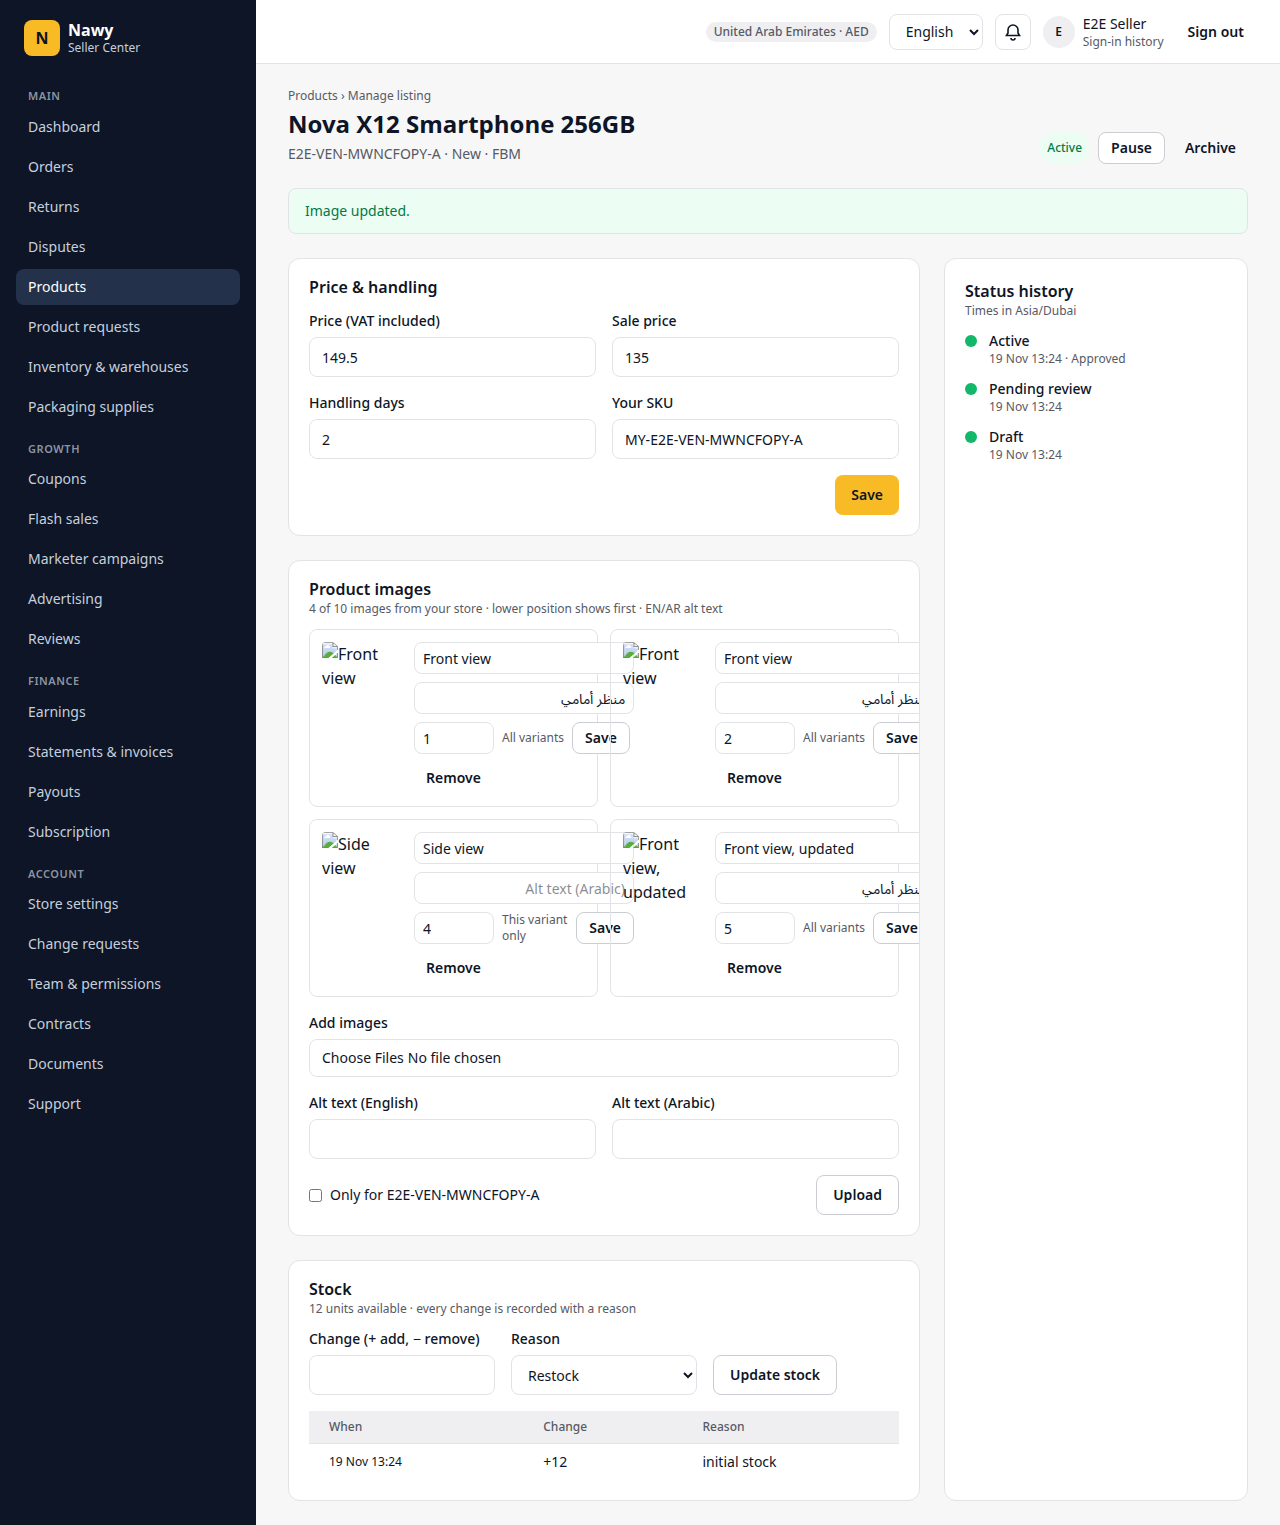 N
Nawy
Seller Center
MAIN
Dashboard
Orders
Returns
Disputes
Products
Product requests
Inventory & warehouses
Packaging supplies
GROWTH
Coupons
Flash sales
Marketer campaigns
Advertising
Reviews
FINANCE
Earnings
Statements & invoices
Payouts
Subscription
ACCOUNT
Store settings
Change requests
Team & permissions
Contracts
Documents
Support
United Arab Emirates · AED
English
E
E2E Seller
Sign-in history
Sign out
Products › Manage listing
Nova X12 Smartphone 256GB
E2E-VEN-MWNCFOPY-A · New · FBM
Active
Pause
Archive
Image updated.
Price & handling
Price (VAT included)
Sale price
149.5
135
Handling days
Your SKU
2
MY-E2E-VEN-MWNCFOPY-A
Save
Product images
4 of 10 images from your store · lower position shows first · EN/AR alt text
Front
view
Front view
منظر أمامي
1
All variants
Save
Remove
Front
view
Front view
منظر أمامي
2
All variants
Save
Remove
Side
view
Side view
Alt text (Arabic)
4
This variant
only
Save
Remove
Front
view,
updated
Front view, updated
منظر أمامي
5
All variants
Save
Remove
Add images
Choose Files No file chosen
Alt text (English)
Alt text (Arabic)
Only for E2E-VEN-MWNCFOPY-A
Upload
Stock
12 units available · every change is recorded with a reason
Change (+ add, − remove)
Reason
Restock
Update stock
When
Change
Reason
19 Nov 13:24
+12
initial stock
Status history
Times in Asia/Dubai
Active
19 Nov 13:24 · Approved
Pending review
19 Nov 13:24
Draft
19 Nov 13:24